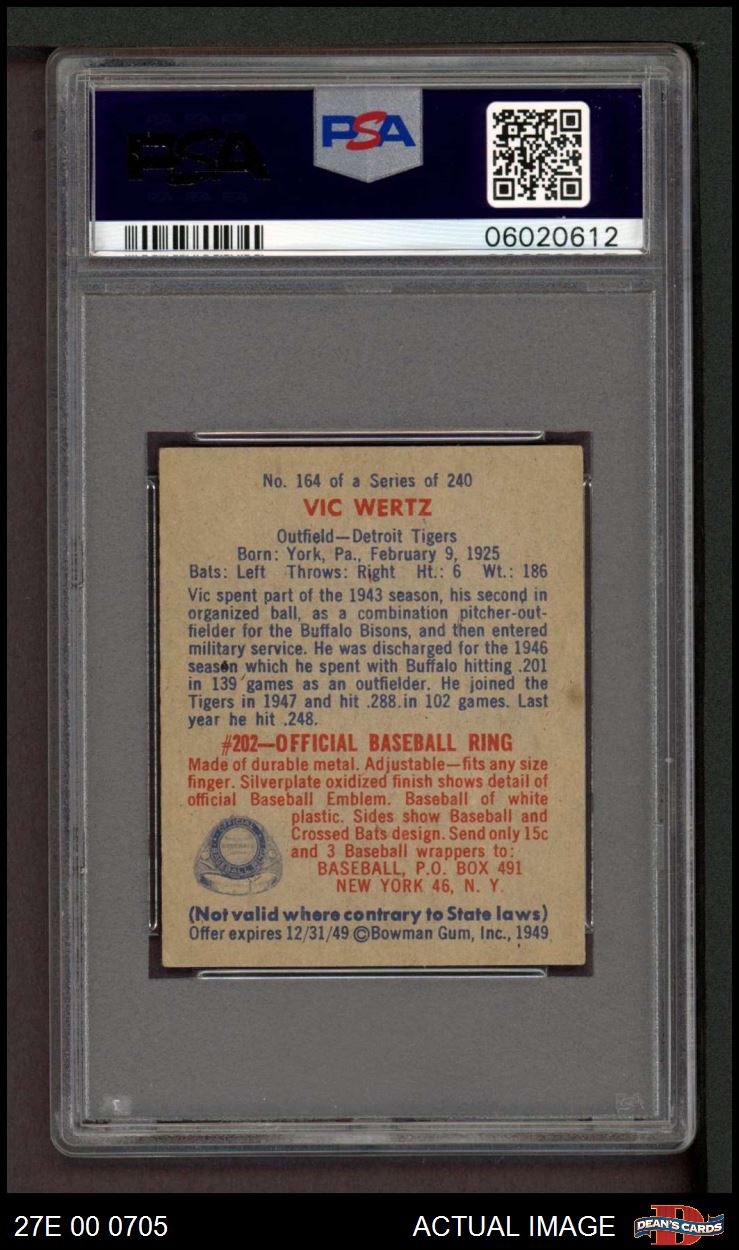 PSA
PSA
06020612
No. 164 of a Series of 240
VIC WERTZ
Outfield—Detroit Tigers
Born: York, Pa., February 9, 1925
Bats: Left Throws: Right Ht.: 6 Wt.: 186
Vic spent part of the 1943 season, his second in
organized ball, as a combination pitcher-out-
fielder for the Buffalo Bisons, and then entered
military service. He was discharged for the 1946
season which he spent with Buffalo hitting .201
in 139 games as an outfielder. He joined the
Tigers in 1947 and hit .288 in 102 games. Last
year he hit .248.
#202—OFFICIAL BASEBALL RING
Made of durable metal. Adjustable—fits any size
finger. Silverplate oxidized finish shows detail of
official Baseball Emblem. Baseball of white
plastic. Sides show Baseball and
Crossed Bats design. Send only 15c
and 3 Baseball wrappers to:
BASEBALL, P.O. BOX 491
NEW YORK 46, N. Y.
(Not valid where contrary to State laws)
Offer expires 12/31/49 ©Bowman Gum, Inc., 1949
27E 00 0705
ACTUAL IMAGE
DEAN'S CARDS